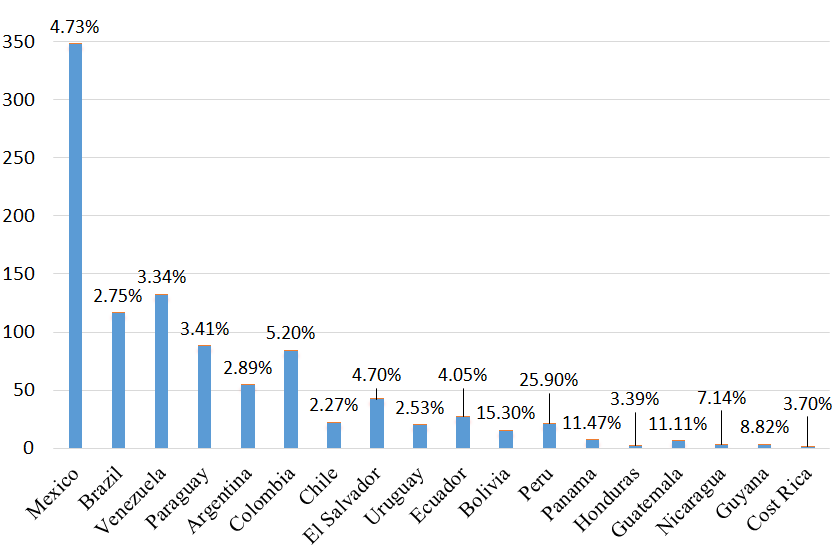 4.73%
350
300
250
200
150
100
50
0
2.75%
3.34%
3.41%
2.89%
5.20%
2.27%
4.70%
2.53%
4.05%
15.30%
25.90%
11.47%
3.39%
11.11%
7.14%
8.82%
3.70%
Mexico
Brazil
Venezuela
Paraguay
Argentina
Colombia
Chile
El Salvador
Uruguay
Ecuador
Bolivia
Peru
Panama
Honduras
Guatemala
Nicaragua
Guyana
Cost Rica